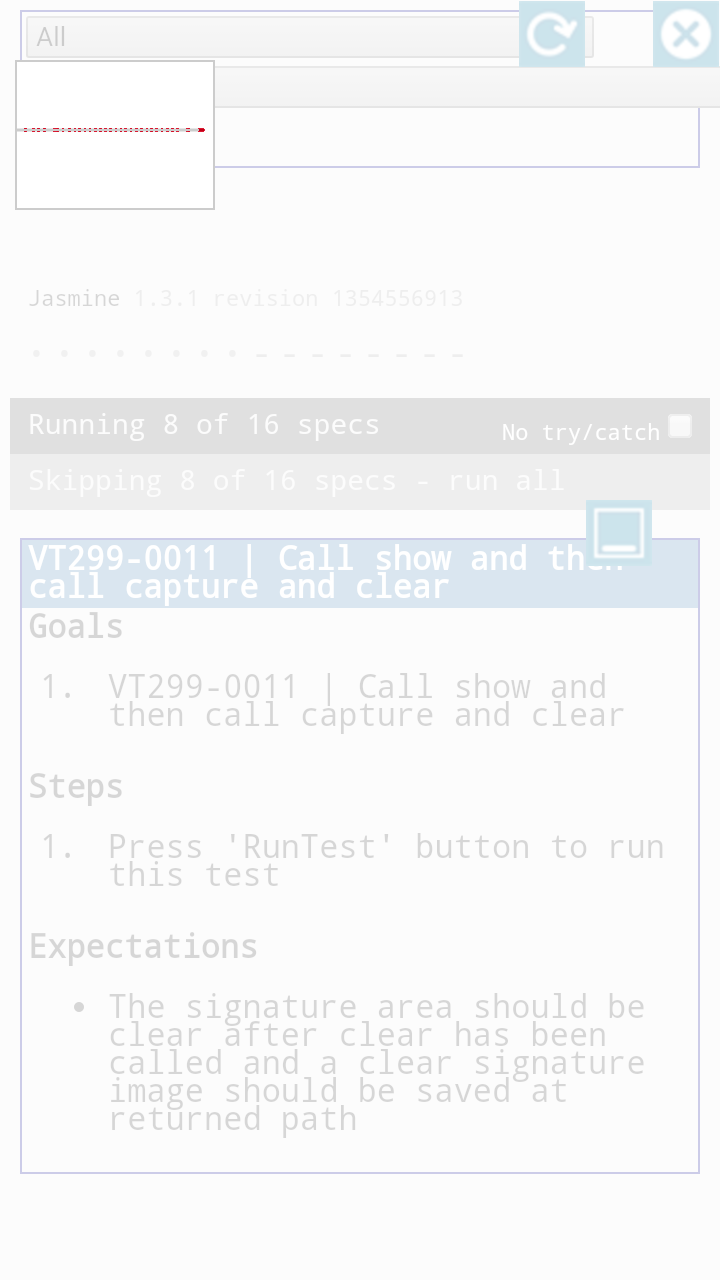 All
Jasmine 1.3.1 revision 1354556913
• • • • • • • • – – – – – – – –
Running 8 of 16 specs
No try/catch
Skipping 8 of 16 specs - run all
VT299-0011 | Call show and then
call capture and clear
Goals
1. VT299-0011 | Call show and
then call capture and clear
Steps
1. Press 'RunTest' button to run
this test
Expectations
• The signature area should be
clear after clear has been
called and a clear signature
image should be saved at
returned path